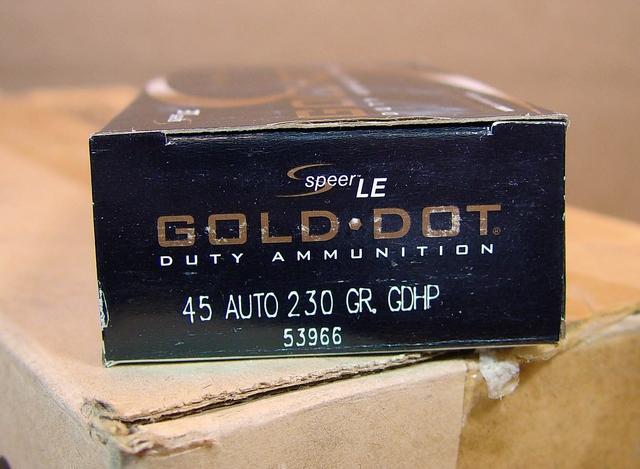 speer LE
GOLD DOT®
DUTY AMMUNITION
45 AUTO 230 GR. GDHP
53966